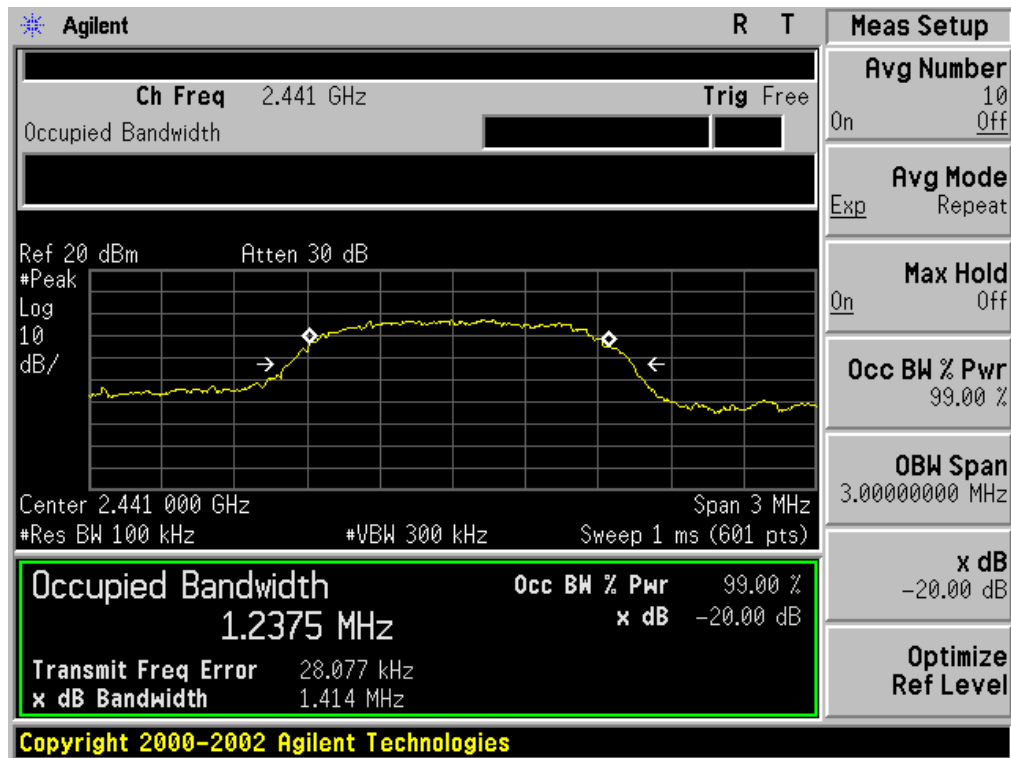 Agilent R T
Ch Freq 2.441 GHz Trig Free
Occupied Bandwidth
Ref 20 dBm Atten 30 dB
#Peak
Log
10
dB/
Center 2.441 000 GHz Span 3 MHz
#Res BW 100 kHz #VBW 300 kHz Sweep 1 ms (601 pts)
Occupied Bandwidth Occ BW % Pwr 99.00 %
1.2375 MHz x dB -20.00 dB
Transmit Freq Error 28.077 kHz
x dB Bandwidth 1.414 MHz
Copyright 2000-2002 Agilent Technologies
Meas Setup
Avg Number
10
On Off
Avg Mode
Exp Repeat
Max Hold
On Off
Occ BW % Pwr
99.00 %
OBW Span
3.00000000 MHz
x dB
-20.00 dB
Optimize
Ref Level